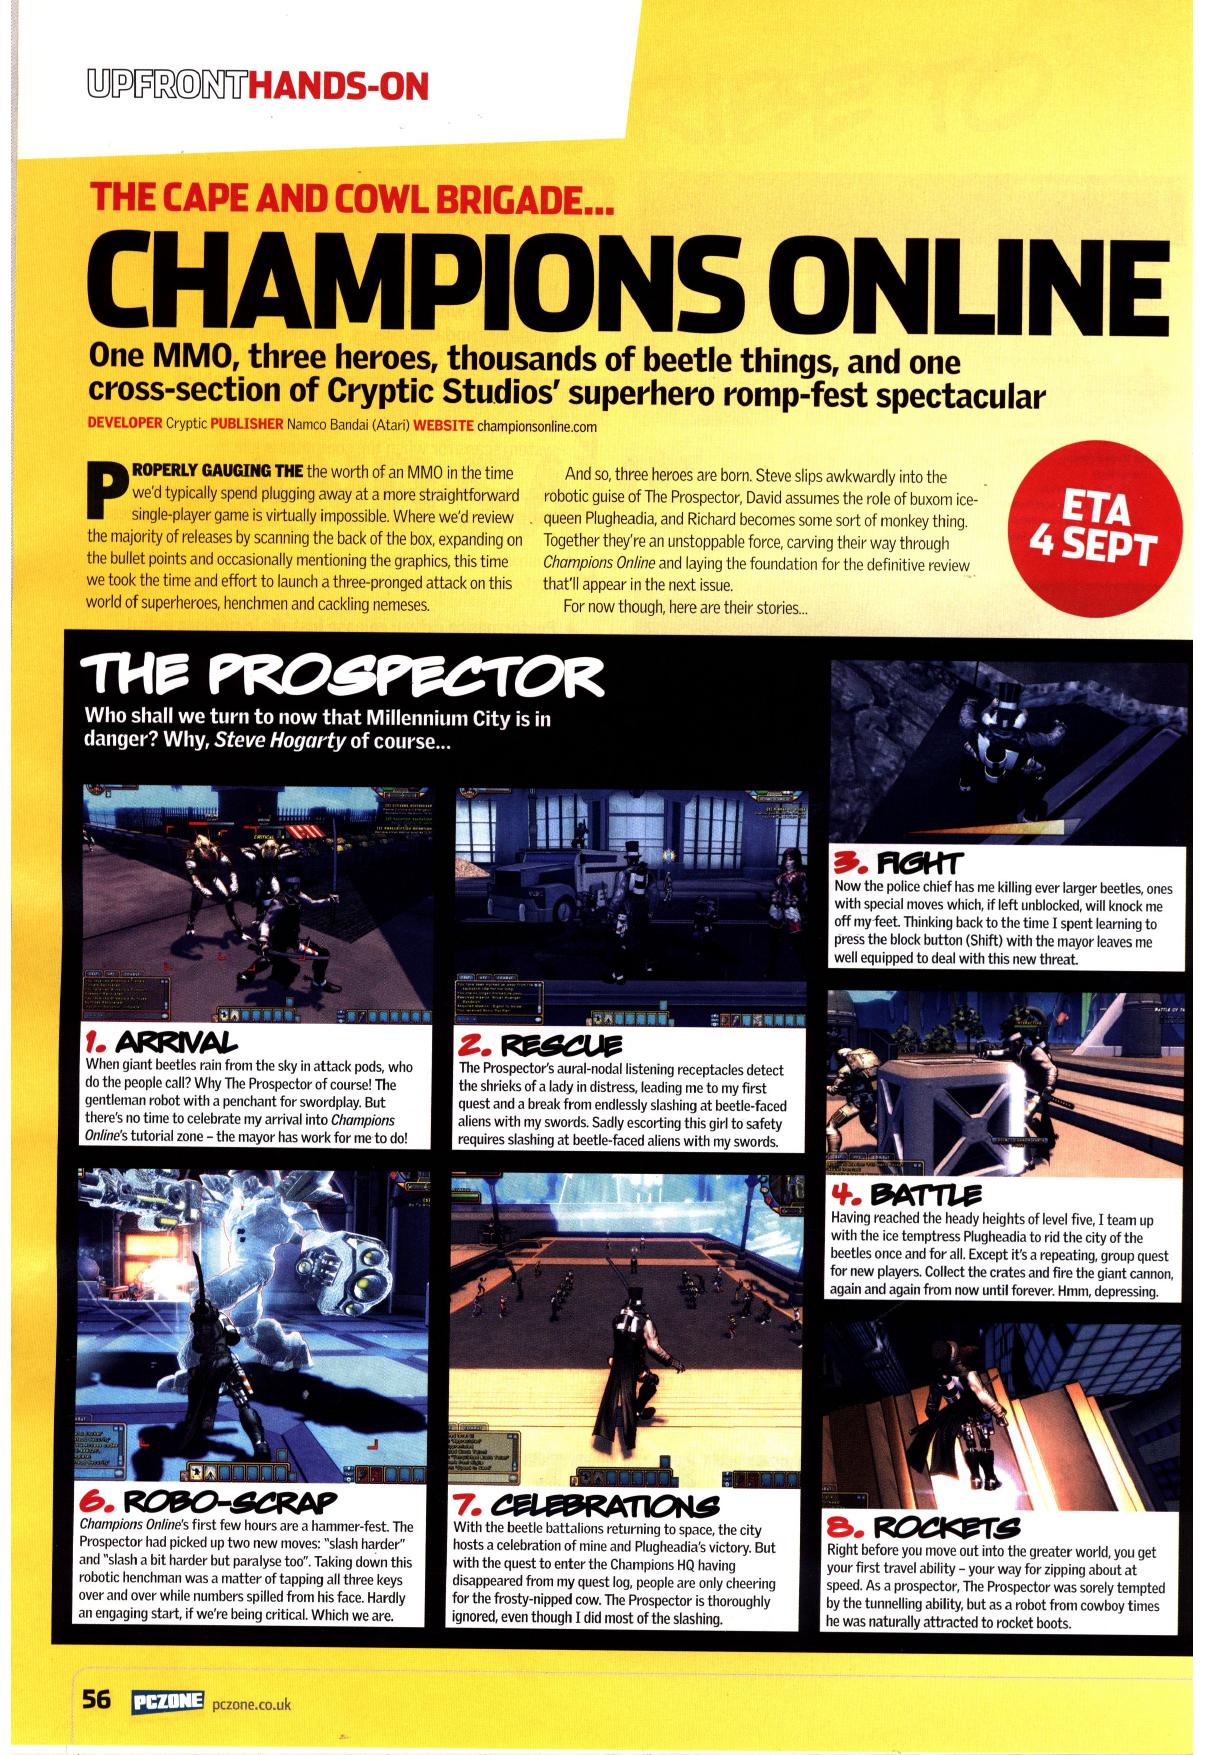 UPFRONTHANDS-ON
THE CAPE AND COWL BRIGADE...
CHAMPIONS ONLINE
One MMO, three heroes, thousands of beetle things, and one
cross-section of Cryptic Studios' superhero romp-fest spectacular
DEVELOPER Cryptic PUBLISHER Namco Bandai (Atari) WEBSITE championsonline.com
PROPERLY GAUGING THE the worth of an MMO in the time
we'd typically spend plugging away at a more straightforward
single-player game is virtually impossible. Where we'd review
the majority of releases by scanning the back of the box, expanding on
the bullet points and occasionally mentioning the graphics, this time
we took the time and effort to launch a three-pronged attack on this
world of superheroes, henchmen and cackling nemeses.
And so, three heroes are born. Steve slips awkwardly into the
robotic guise of The Prospector, David assumes the role of buxom ice-
queen Plugheadia, and Richard becomes some sort of monkey thing.
Together they're an unstoppable force, carving their way through
Champions Online and laying the foundation for the definitive review
that'll appear in the next issue.
For now though, here are their stories...
ETA
4 SEPT
THE PROSPECTOR
Who shall we turn to now that Millennium City is in
danger? Why, Steve Hogarty of course...
1. ARRIVAL
When giant beetles rain from the sky in attack pods, who
do the people call? Why The Prospector of course! The
gentleman robot with a penchant for swordplay. But
there's no time to celebrate my arrival into Champions
Online's tutorial zone – the mayor has work for me to do!
2. RESCUE
The Prospector's aural-nodal listening receptacles detect
the shrieks of a lady in distress, leading me to my first
quest and a break from endlessly slashing at beetle-faced
aliens with my swords. Sadly escorting this girl to safety
requires slashing at beetle-faced aliens with my swords.
3. FIGHT
Now the police chief has me killing ever larger beetles, ones
with special moves which, if left unblocked, will knock me
off my feet. Thinking back to the time I spent learning to
press the block button (Shift) with the mayor leaves me
well equipped to deal with this new threat.
4. BATTLE
Having reached the heady heights of level five, I team up
with the ice temptress Plugheadia to rid the city of the
beetles once and for all. Except it's a repeating, group quest
for new players. Collect the crates and fire the giant cannon,
again and again from now until forever. Hmm, depressing.
6. ROBO-SCRAP
Champions Online's first few hours are a hammer-fest. The
Prospector had picked up two new moves: "slash harder"
and "slash a bit harder but paralyse too". Taking down this
robotic henchman was a matter of tapping all three keys
over and over while numbers spilled from his face. Hardly
an engaging start, if we're being critical. Which we are.
7. CELEBRATIONS
With the beetle battalions returning to space, the city
hosts a celebration of mine and Plugheadia's victory. But
with the quest to enter the Champions HQ having
disappeared from my quest log, people are only cheering
for the frosty-nipped cow. The Prospector is thoroughly
ignored, even though I did most of the slashing.
8. ROCKETS
Right before you move out into the greater world, you get
your first travel ability – your way for zipping about at
speed. As a prospector, The Prospector was sorely tempted
by the tunnelling ability, but as a robot from cowboy times
he was naturally attracted to rocket boots.
56 PCZONE pczone.co.uk